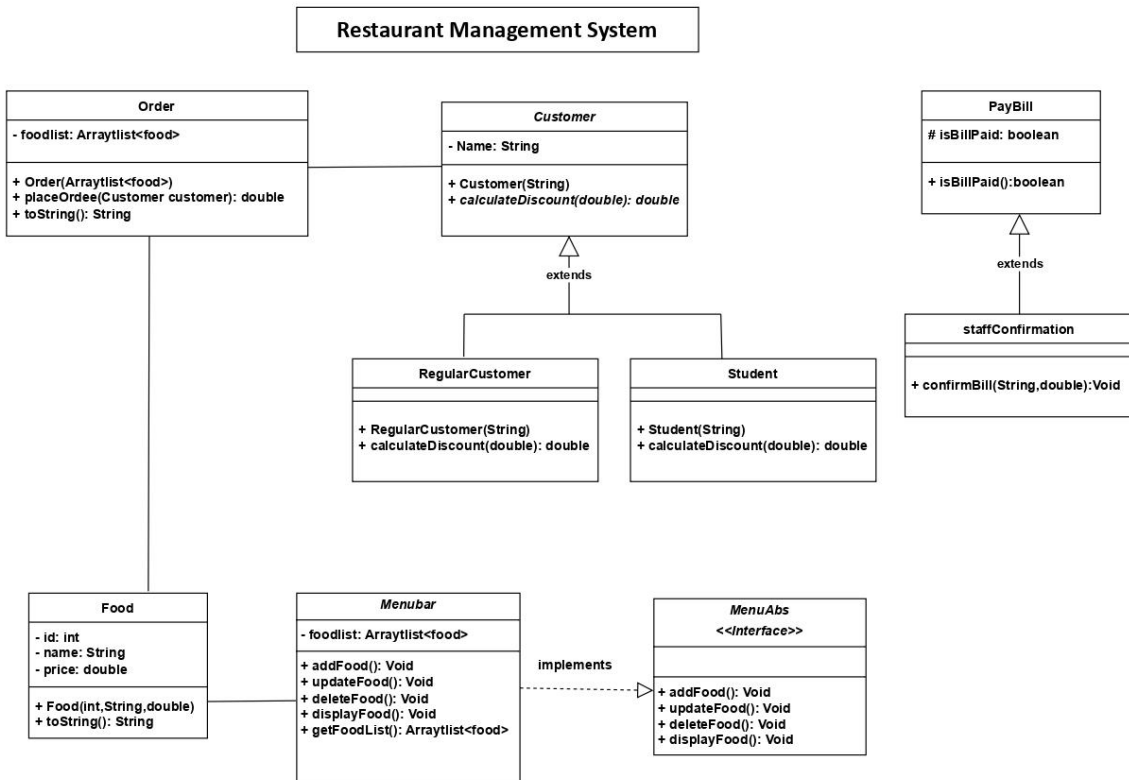 Restaurant Management System
Order
- foodlist: Arraytlist<food>
+ Order(Arraytlist<food>)
+ placeOrdee(Customer customer): double
+ toString(): String
Customer
- Name: String
+ Customer(String)
+ calculateDiscount(double): double
PayBill
# isBillPaid: boolean
+ isBillPaid():boolean
extends
extends
staffConfirmation
+ confirmBill(String,double):Void
RegularCustomer
+ RegularCustomer(String)
+ calculateDiscount(double): double
Student
+ Student(String)
+ calculateDiscount(double): double
Food
- id: int
- name: String
- price: double
+ Food(int,String,double)
+ toString(): String
Menubar
- foodlist: Arraytlist<food>
+ addFood(): Void
+ updateFood(): Void
+ deleteFood(): Void
+ displayFood(): Void
+ getFoodList(): Arraytlist<food>
implements
MenuAbs
<<Interface>>
+ addFood(): Void
+ updateFood(): Void
+ deleteFood(): Void
+ displayFood(): Void